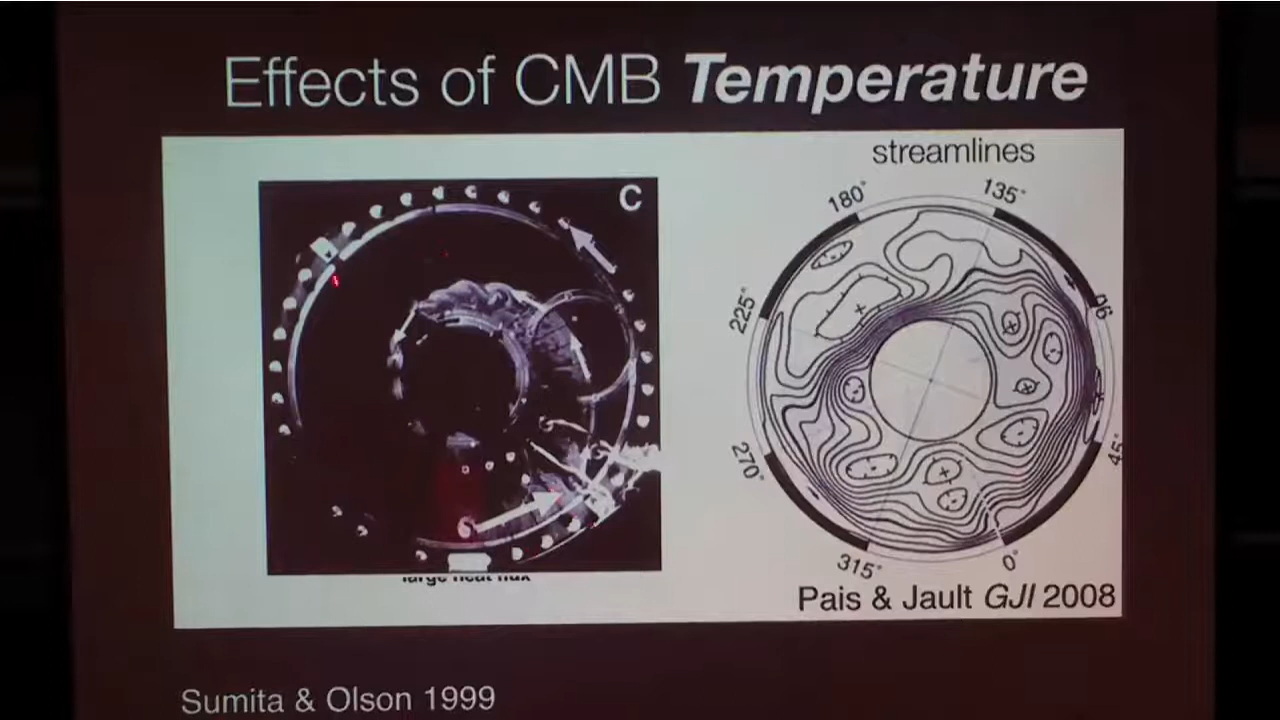 Effects of CMB Temperature
streamlines
C
180°
135°
225°
90
270°
45°
315°
0°
large heat flux
Pais & Jault GJI 2008
Sumita & Olson 1999